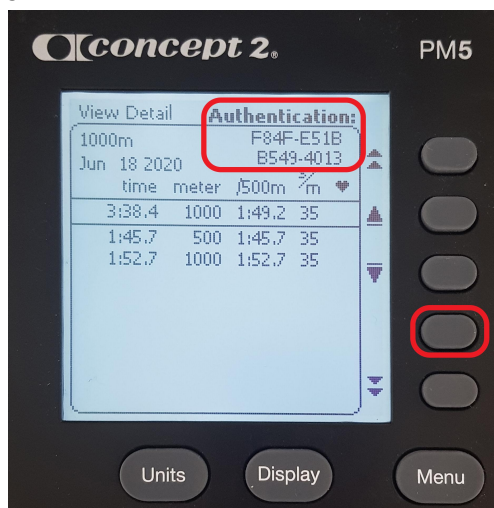 concept 2®
PM5
View Detail Authentication:
1000m F84F-E51B
Jun 18 2020 B549-4013
time meter /500m s/m ♥
3:38.4 1000 1:49.2 35
1:45.7 500 1:45.7 35
1:52.7 1000 1:52.7 35
Units Display Menu